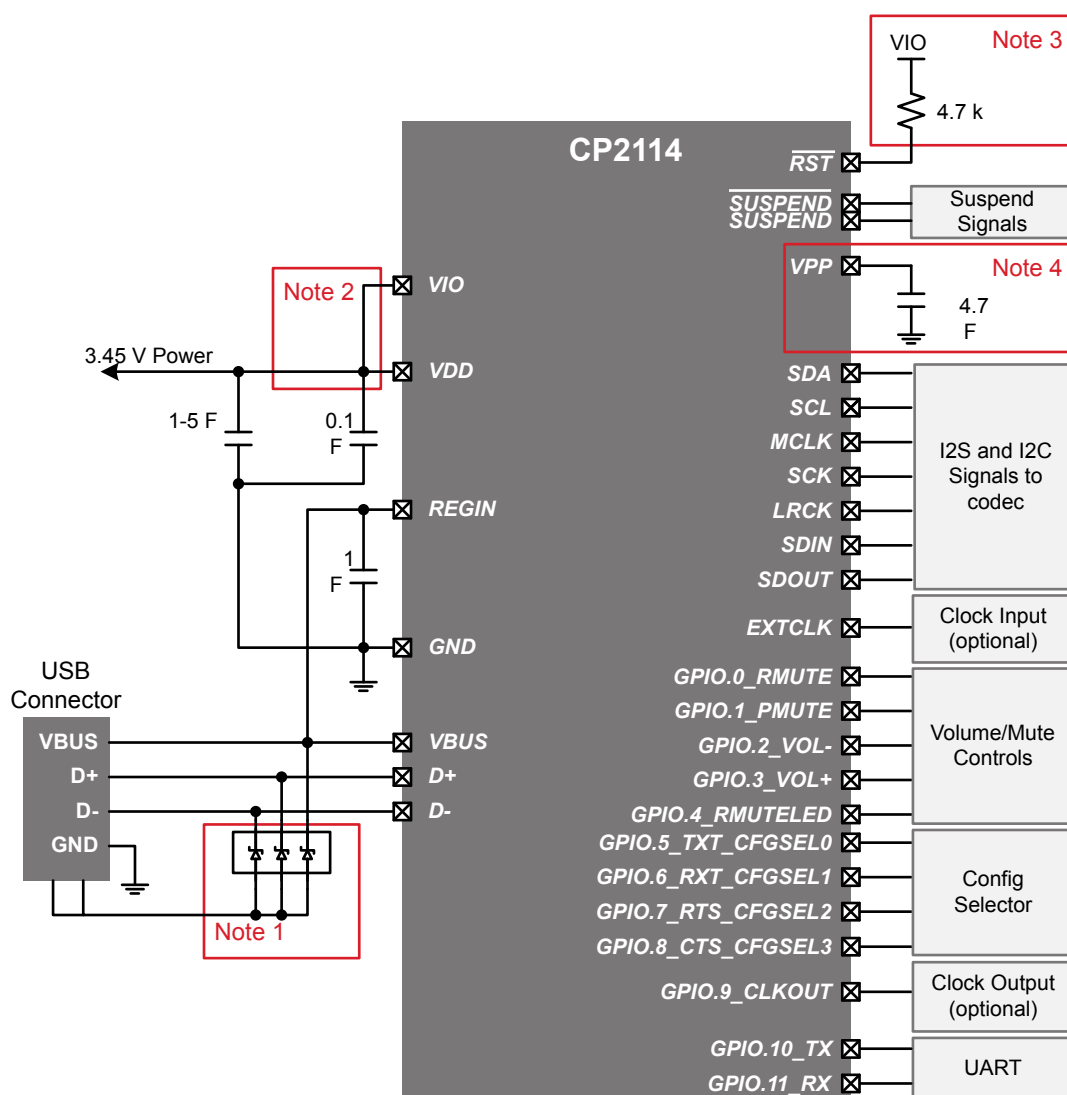 VIO
Note 3
4.7 k
CP2114
RST
SUSPEND
SUSPEND
Suspend
Signals
VPP
Note 4
4.7
F
Note 2
VIO
3.45 V Power
VDD
1-5 F
0.1
F
REGIN
1
F
GND
SDA
SCL
MCLK
SCK
LRCK
SDIN
SDOUT
I2S and I2C
Signals to
codec
EXTCLK
Clock Input
(optional)
USB
Connector
VBUS
D+
D-
GND
VBUS
D+
D-
Note 1
GPIO.0_RMUTE
GPIO.1_PMUTE
GPIO.2_VOL-
GPIO.3_VOL+
GPIO.4_RMUTELED
Volume/Mute
Controls
GPIO.5_TXT_CFGSEL0
GPIO.6_RXT_CFGSEL1
GPIO.7_RTS_CFGSEL2
GPIO.8_CTS_CFGSEL3
Config
Selector
GPIO.9_CLKOUT
Clock Output
(optional)
GPIO.10_TX
GPIO.11_RX
UART